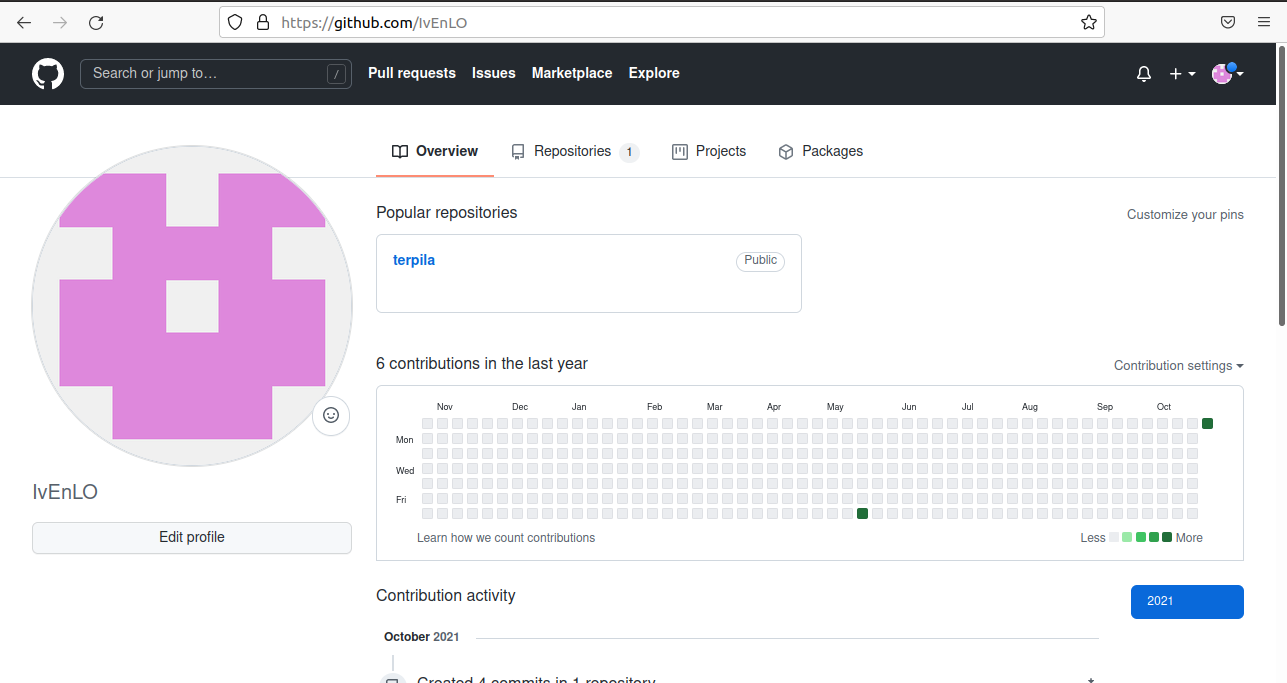 https://github.com/IvEnLO
Search or jump to…
/
Pull requests
Issues
Marketplace
Explore
Overview
Repositories 1
Projects
Packages
Popular repositories
Customize your pins
terpila
Public
6 contributions in the last year
Contribution settings
Nov Dec Jan Feb Mar Apr May Jun Jul Aug Sep Oct
Mon
Wed
Fri
Learn how we count contributions
Less
More
IvEnLO
Edit profile
Contribution activity
2021
October 2021
Created 4 commits in 1 repository